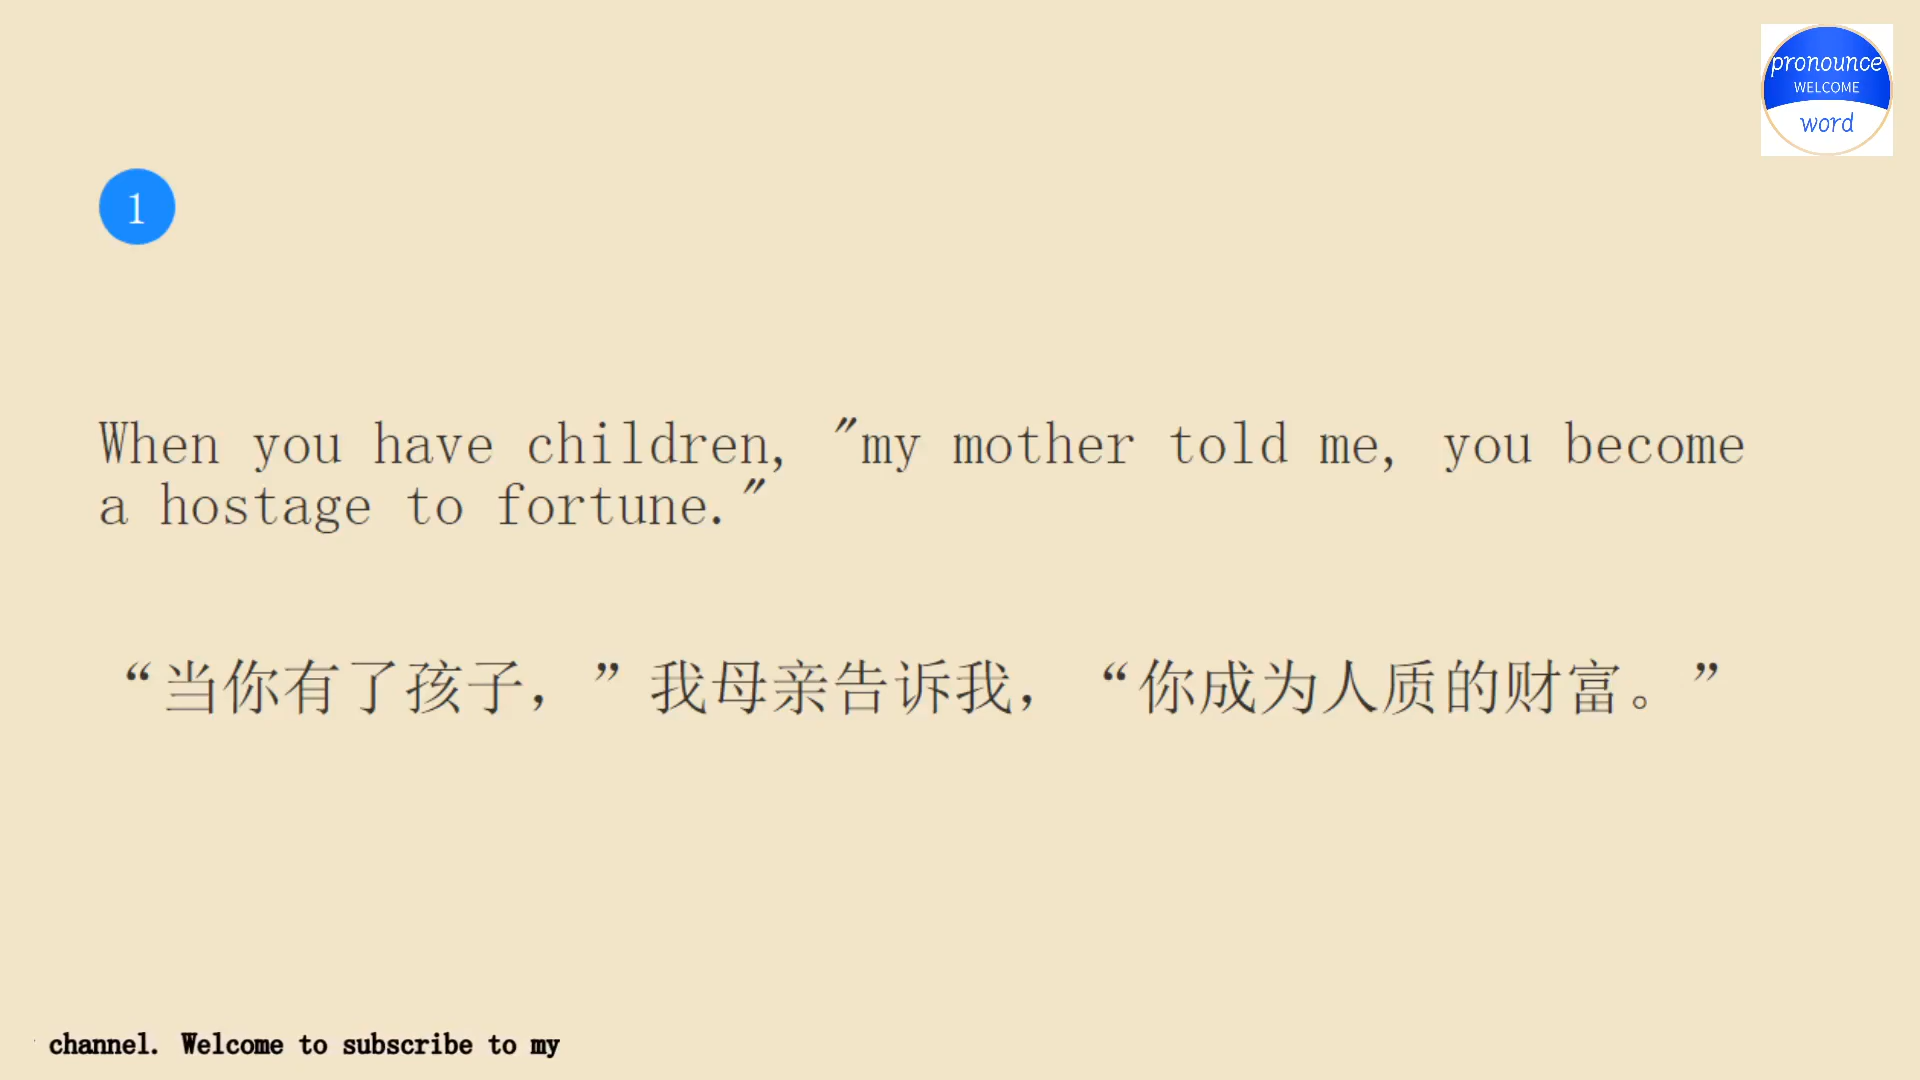 pronounce
WELCOME
word
1
When you have children, "my mother told me, you become
a hostage to fortune."
“当你有了孩子，”我母亲告诉我，“你成为人质的财富。”
channel. Welcome to subscribe to my